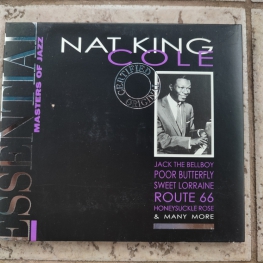 ESSENTIAL
MASTERS OF JAZZ
NAT KING
COLE
CERTIFIED
ORIGINAL
JACK THE BELLBOY
POOR BUTTERFLY
SWEET LORRAINE
ROUTE 66
HONEYSUCKLE ROSE
& MANY MORE